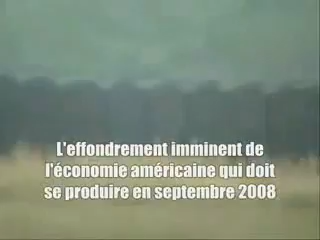 L'effondrement imminent de
l'économie américaine qui doit
se produire en septembre 2008